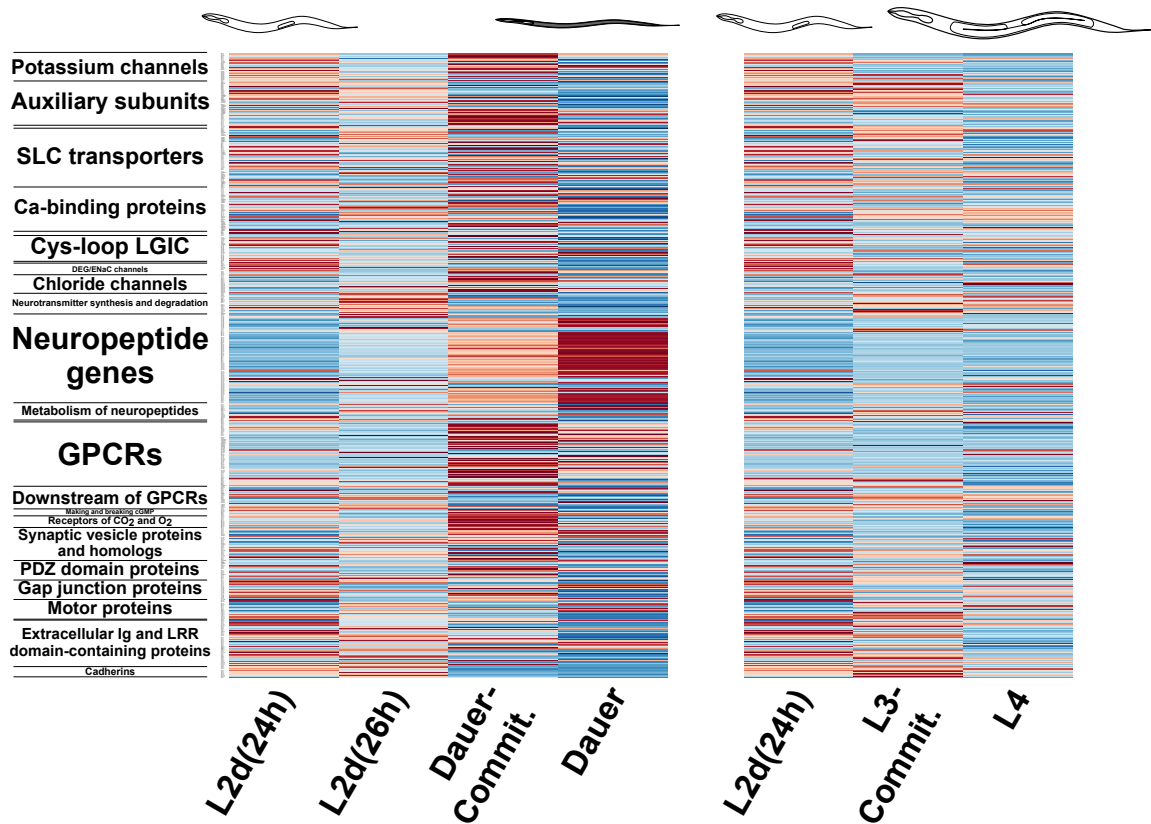 Potassium channels
Auxiliary subunits
SLC transporters
Ca-binding proteins
Cys-loop LGIC
DEG/ENaC channels
Chloride channels
Neurotransmitter synthesis and degradation
Neuropeptide
genes
Metabolism of neuropeptides
GPCRs
Downstream of GPCRs
Making and breaking cGMP
Receptors of CO2 and O2
Synaptic vesicle proteins
and homologs
PDZ domain proteins
Gap junction proteins
Motor proteins
Extracellular Ig and LRR
domain-containing proteins
Cadherins
L2d(24h)
L2d(26h)
Dauer-
Commit.
Dauer
L2d(24h)
L3-
Commit.
L4